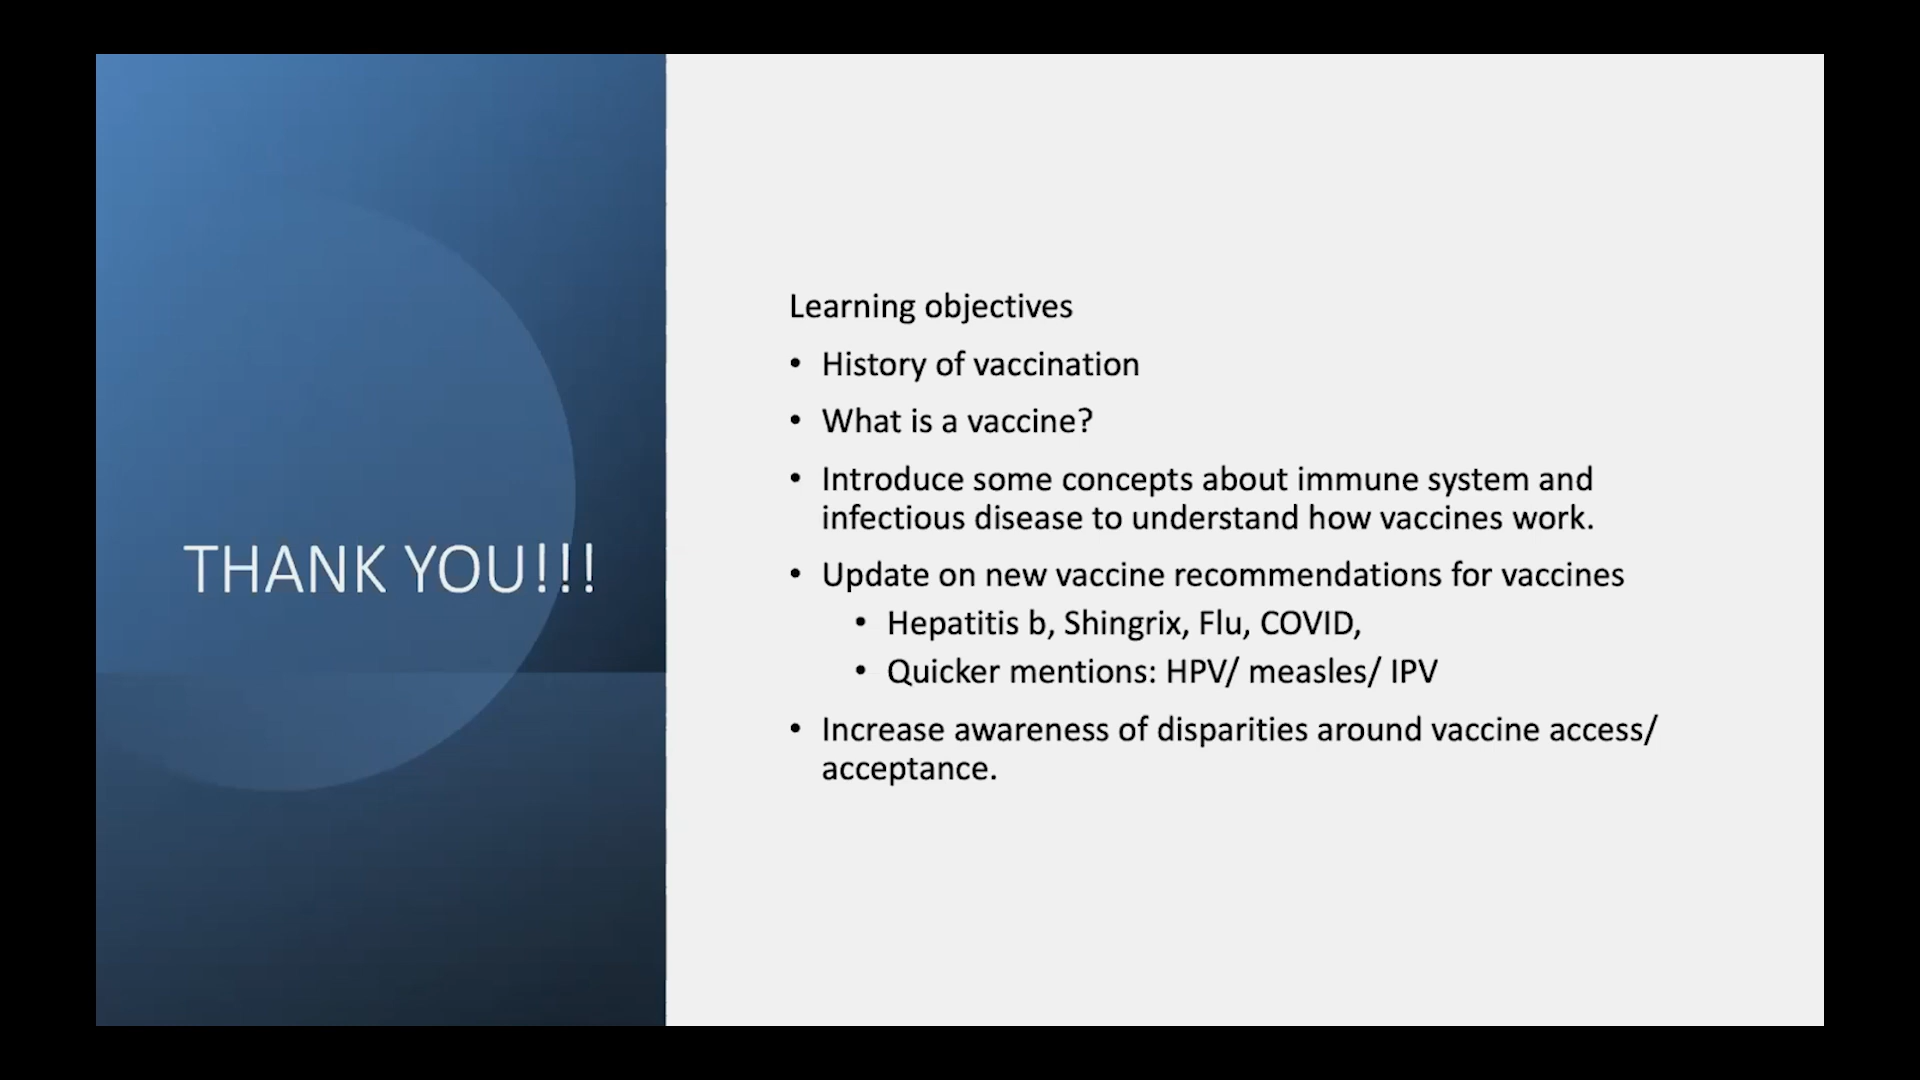 THANK YOU!!!
Learning objectives
• History of vaccination
• What is a vaccine?
• Introduce some concepts about immune system and
infectious disease to understand how vaccines work.
• Update on new vaccine recommendations for vaccines
• Hepatitis b, Shingrix, Flu, COVID,
• Quicker mentions: HPV/ measles/ IPV
• Increase awareness of disparities around vaccine access/
acceptance.